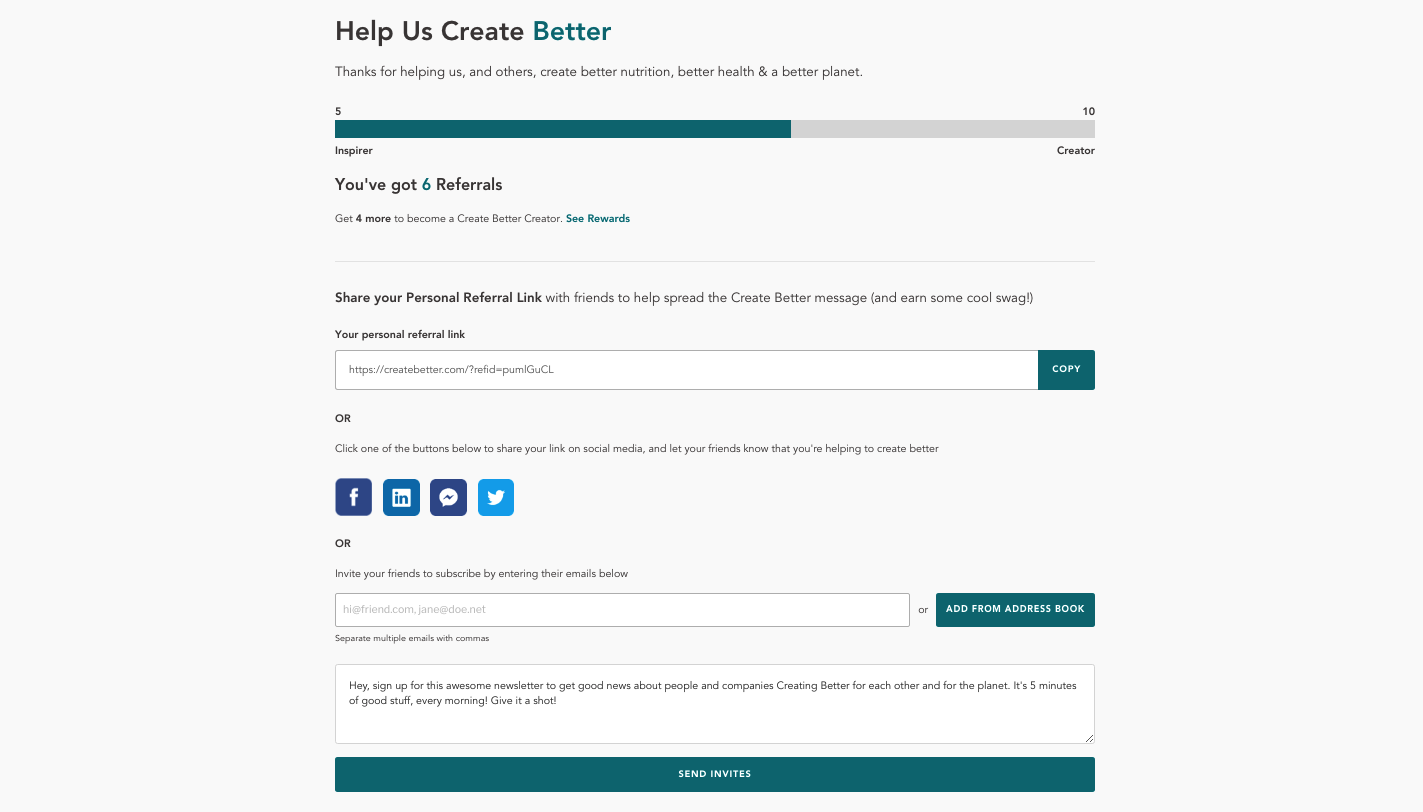 Help Us Create Better
Thanks for helping us, and others, create better nutrition, better health & a better planet.
5 10
Inspirer Creator
You've got 6 Referrals
Get 4 more to become a Create Better Creator. See Rewards
Share your Personal Referral Link with friends to help spread the Create Better message (and earn some cool swag!)
Your personal referral link
https://createbetter.com/?refid=pumlGuCL COPY
OR
Click one of the buttons below to share your link on social media, and let your friends know that you're helping to create better
f in
OR
Invite your friends to subscribe by entering their emails below
hi@friend.com, jane@doe.net or ADD FROM ADDRESS BOOK
Separate multiple emails with commas
Hey, sign up for this awesome newsletter to get good news about people and companies Creating Better for each other and for the planet. It's 5 minutes
of good stuff, every morning! Give it a shot!
SEND INVITES